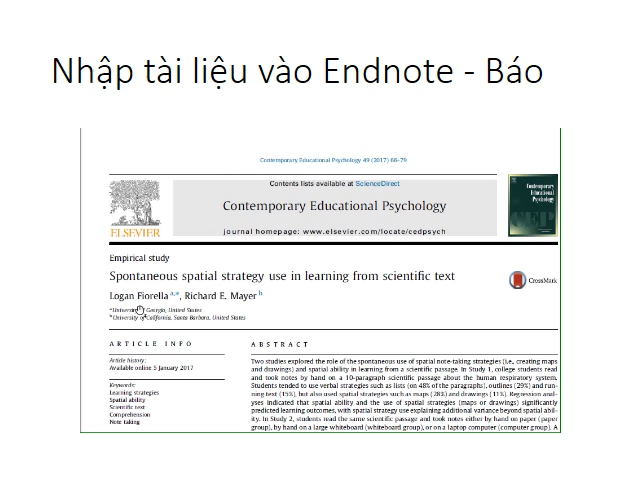 Nhập tài liệu vào Endnote - Báo
Contemporary Educational Psychology 49 (2017) 66–79
Contents lists available at ScienceDirect
Contemporary Educational Psychology
journal homepage: www.elsevier.com/locate/cedpsych
ELSEVIER
Contemporary
Educational
Psychology
Empirical study
Spontaneous spatial strategy use in learning from scientific text
CrossMark
Logan Fiorella a,*, Richard E. Mayer b
a University of Georgia, United States
b University of California, Santa Barbara, United States
ARTICLE INFO
Article history:
Available online 5 January 2017
Keywords:
Learning strategies
Spatial ability
Scientific text
Comprehension
Note taking
ABSTRACT
Two studies explored the role of the spontaneous use of spatial note-taking strategies (i.e., creating maps
and drawings) and spatial ability in learning from a scientific passage. In Study 1, college students read
and took notes by hand on a 10-paragraph scientific passage about the human respiratory system.
Students tended to use verbal strategies such as lists (on 48% of the paragraphs), outlines (29%) and run-
ning text (15%), but also used spatial strategies such as maps (28%) and drawings (11%). Regression anal-
yses indicated that spatial ability and the use of spatial strategies (maps or drawings) significantly
predicted learning outcomes, with spatial strategy use explaining additional variance beyond spatial abil-
ity. In Study 2, students read the same scientific passage and took notes either by hand on paper (paper
group), by hand on a large whiteboard (whiteboard group), or on a laptop computer (computer group). A